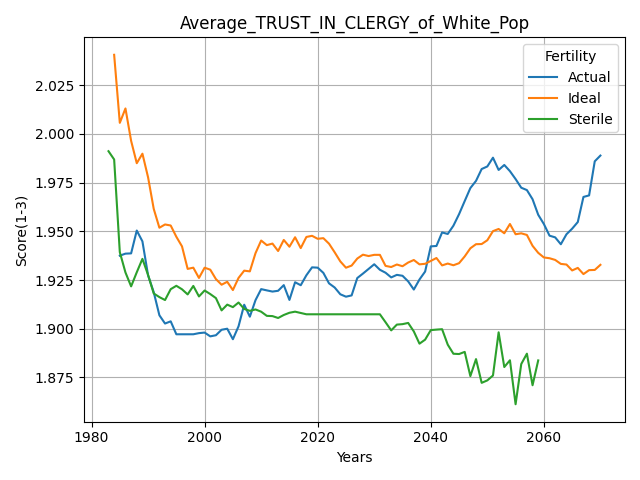 Average_TRUST_IN_CLERGY_of_White_Pop
Fertility
Actual
Ideal
Sterile
Score(1-3)
2.025
2.000
1.975
1.950
1.925
1.900
1.875
1980 2000 2020 2040 2060
Years